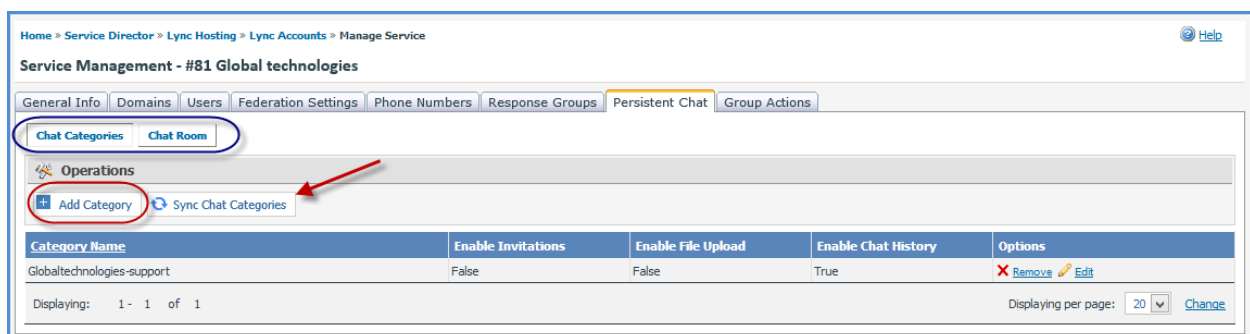 Home » Service Director » Lync Hosting » Lync Accounts » Manage Service Help
Service Management - #81 Global technologies
General Info Domains Users Federation Settings Phone Numbers Response Groups Persistent Chat Group Actions
Chat Categories Chat Room
Operations
Add Category Sync Chat Categories
Category Name Enable Invitations Enable File Upload Enable Chat History Options
Globaltechnologies-support False False True Remove Edit
Displaying: 1 - 1 of 1 Displaying per page: 20 Change